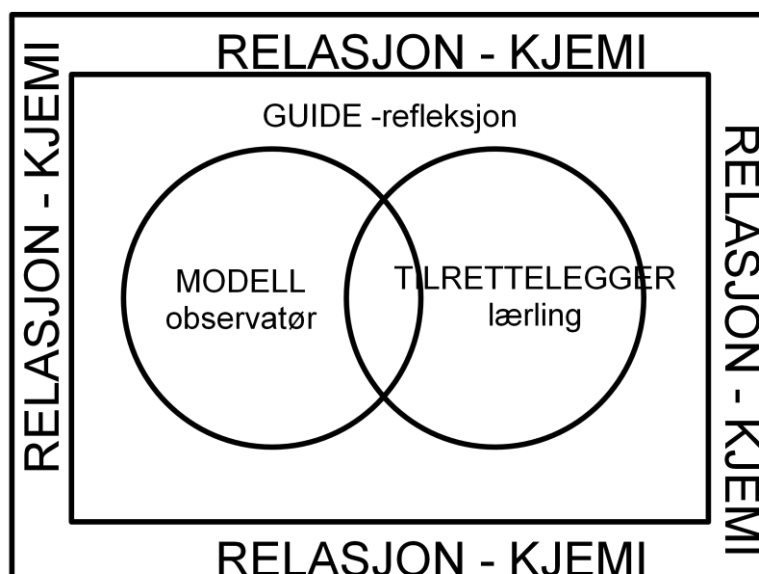 RELASJON - KJEMI
RELASJON - KJEMI
GUIDE -refleksjon
MODELL
observatør
TILRETTELEGGER
lærling
RELASJON - KJEMI
RELASJON - KJEMI